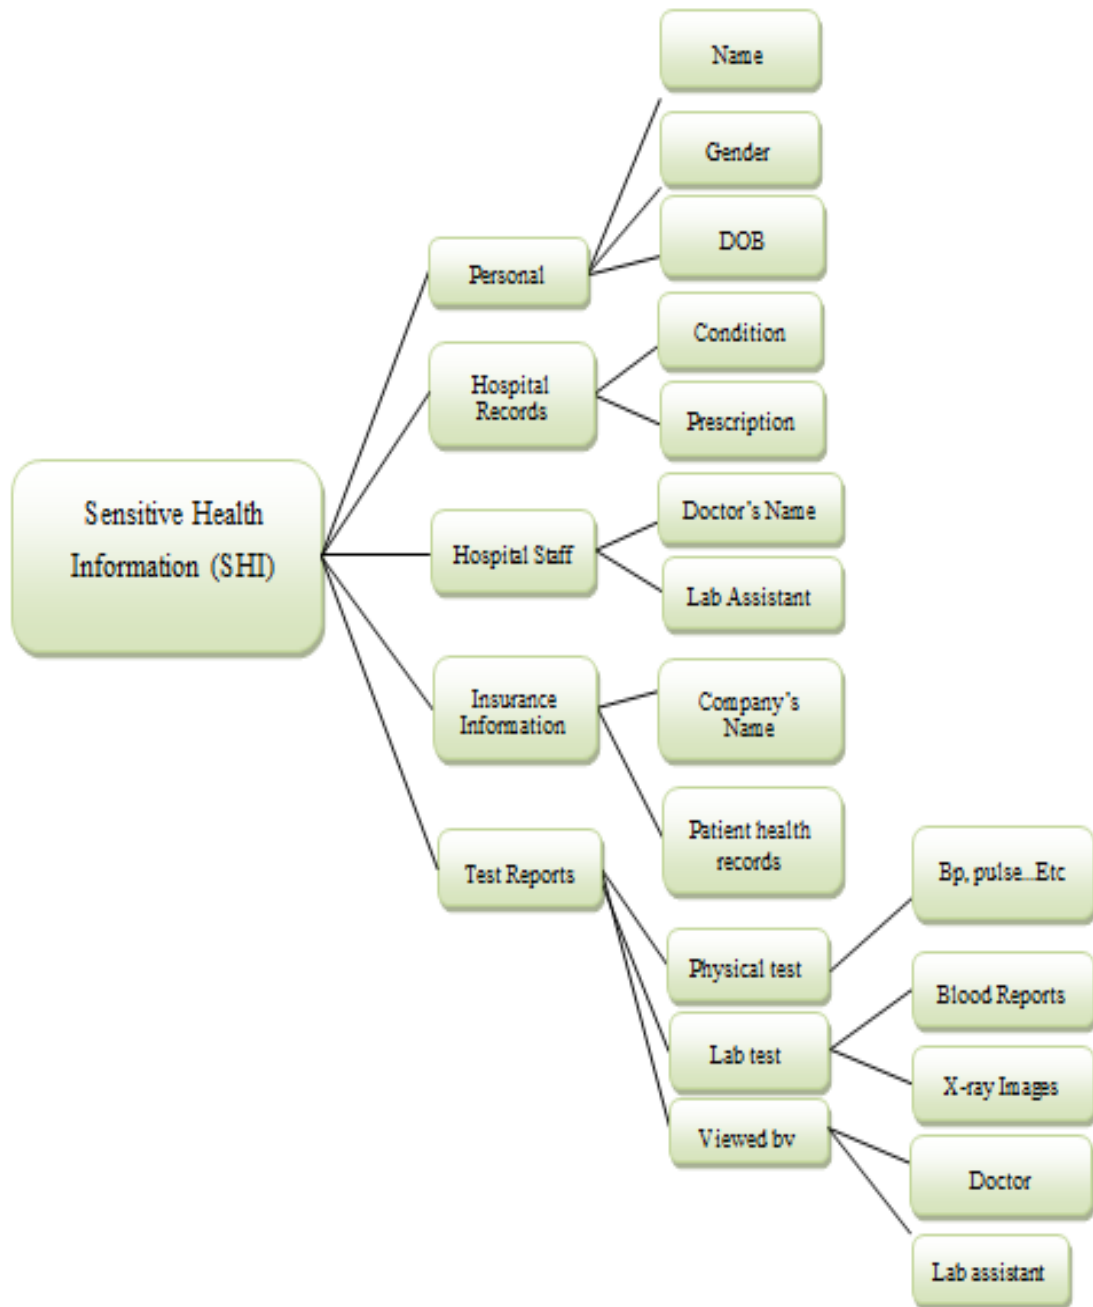 Name
Gender
DOB
Personal
Condition
Hospital
Records
Prescription
Sensitive Health
Information (SHI)
Doctor's Name
Hospital Staff
Lab Assistant
Insurance
Information
Company's
Name
Patient health
records
Test Reports
Bp, pulse...Etc
Physical test
Blood Reports
Lab test
X-ray Images
Viewed by
Doctor
Lab assistant